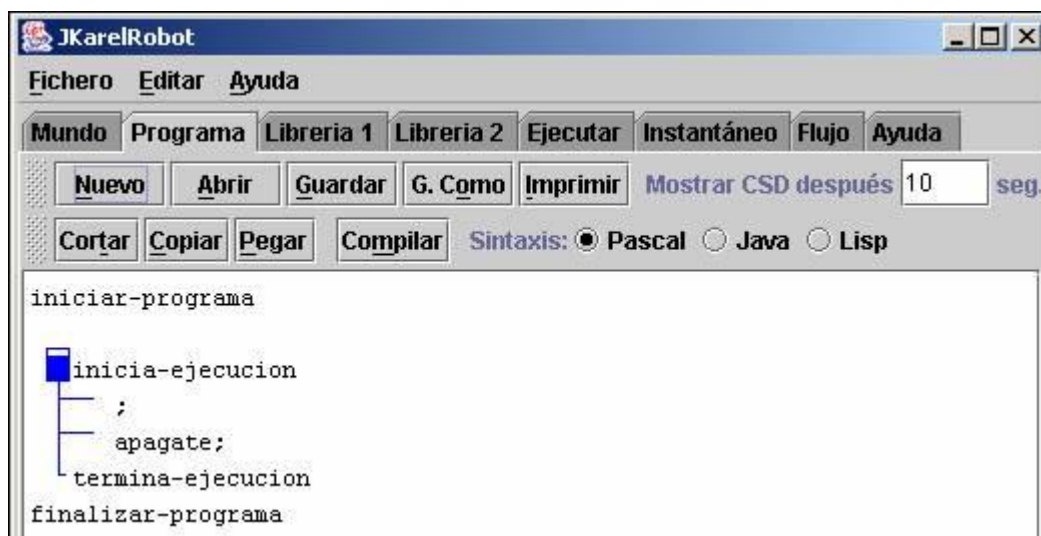 JKarelRobot
Fichero Editar Ayuda
Mundo Programa Libreria 1 Libreria 2 Ejecutar Instantáneo Flujo Ayuda
Nuevo Abrir Guardar G. Como Imprimir Mostrar CSD después 10 seg.
Cortar Copiar Pegar Compilar Sintaxis: Pascal Java Lisp
iniciar-programa
inicia-ejecucion
;
apagate;
termina-ejecucion
finalizar-programa